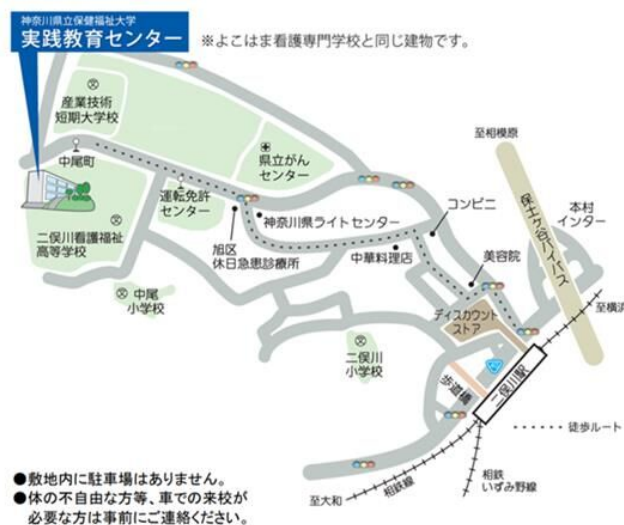 神奈川県立保健福祉大学
実践教育センター
※よこはま看護専門学校と同じ建物です。
産業技術
短期大学校
中尾町
県立がん
センター
運転免許
センター
二俣川看護福祉
高等学校
神奈川県ライトセンター
旭区
休日急患診療所
中尾
小学校
コンビニ
中華料理店
美容院
至相模原
保土ヶ谷バイパス
本村
インター
至横浜
ディスカウント
ストア
二俣川
小学校
歩道橋
二俣川駅
徒歩ルート
相鉄線
至大和
相鉄
いずみ野線
●敷地内に駐車場はありません。
●体の不自由な方等、車での来校が
必要な方は事前にご連絡ください。